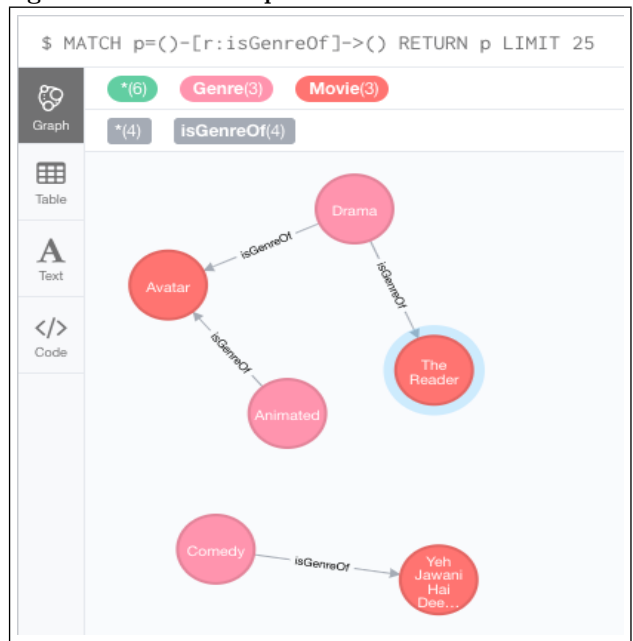 $ MATCH p=()-[r:isGenreOf]->() RETURN p LIMIT 25
Graph
*(6) Genre(3) Movie(3)
*(4) isGenreOf(4)
Table
A
Text
</>
Code
Drama
isGenreOf
isGenreOf
Avatar
isGenreOf
The
Reader
Animated
Comedy
isGenreOf
Yeh
Jawani
Hai
Dee...